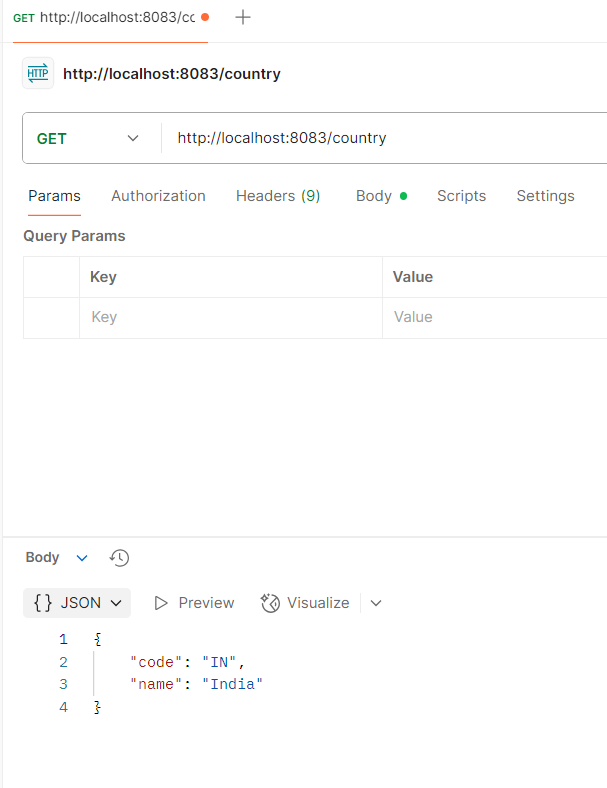 GET http://localhost:8083/cc
HTTP http://localhost:8083/country
GET http://localhost:8083/country
Params Authorization Headers (9) Body Scripts Settings
Query Params
Key Value
Key Value
Body
{} JSON Preview Visualize
1 {
2 "code": "IN",
3 "name": "India"
4 }